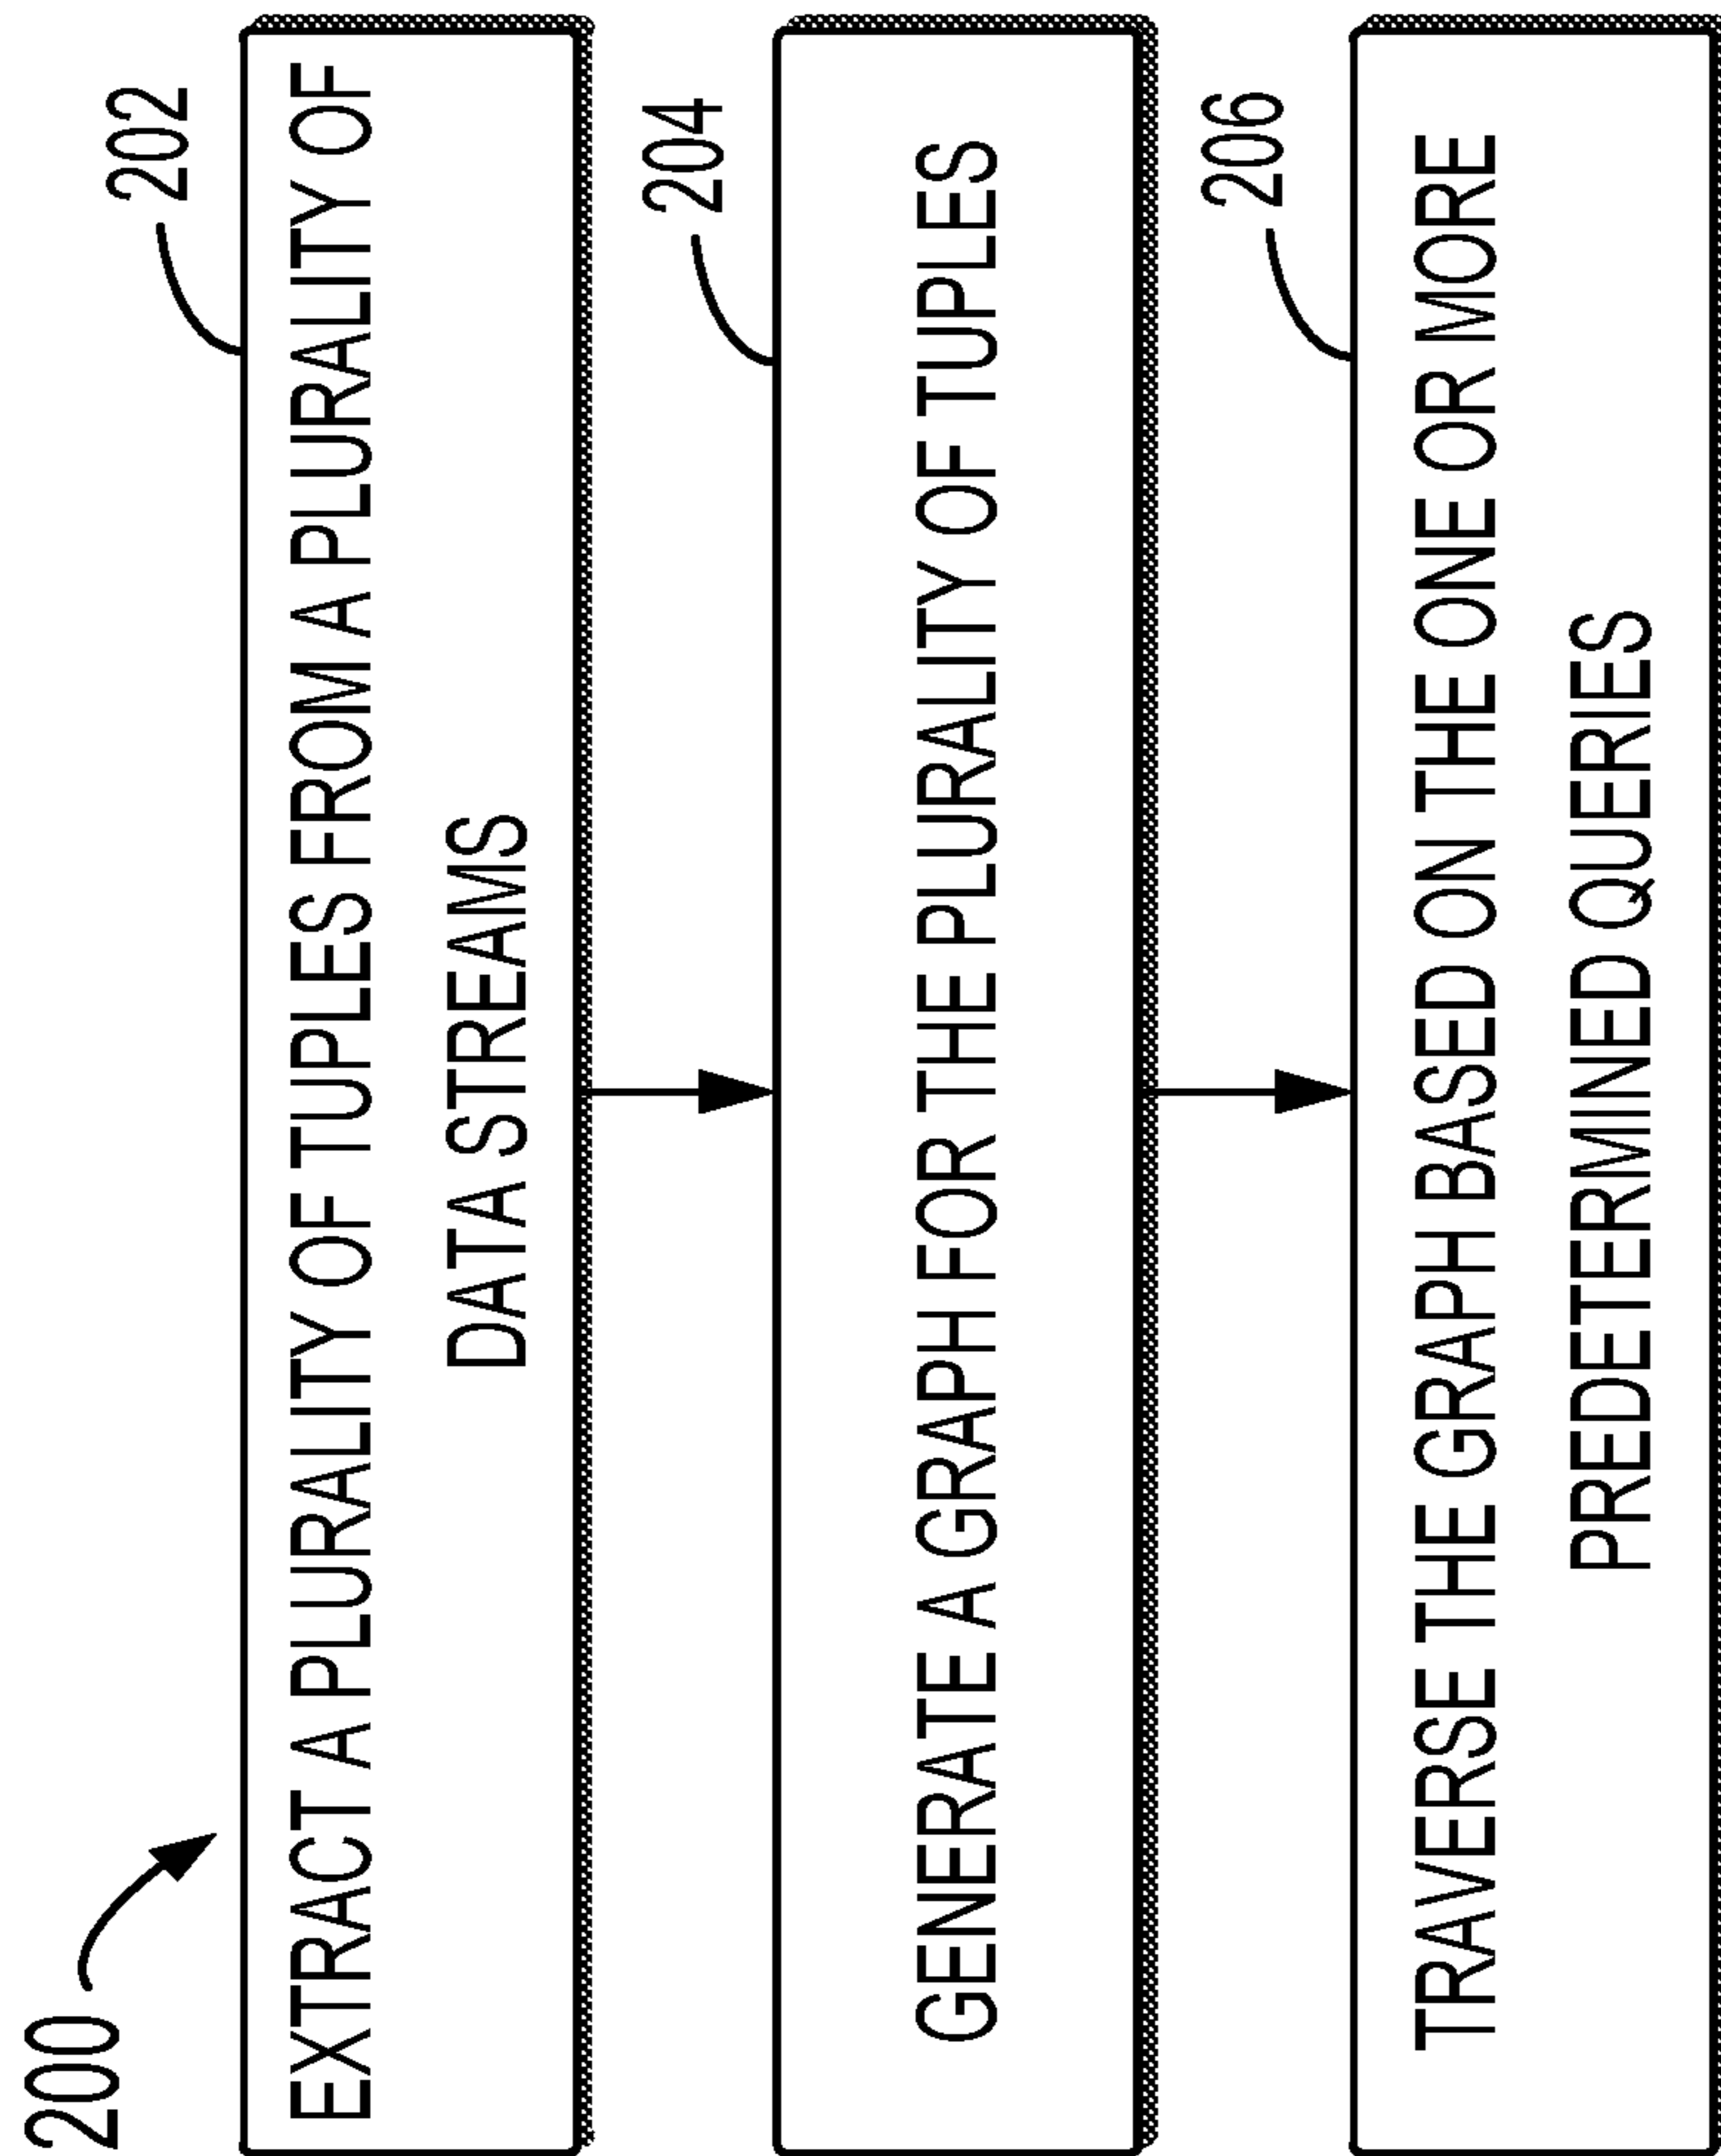 200
202
EXTRACT A PLURALITY OF TUPLES FROM A PLURALITY OF
DATA STREAMS
204
GENERATE A GRAPH FOR THE PLURALITY OF TUPLES
206
TRAVERSE THE GRAPH BASED ON THE ONE OR MORE
PREDETERMINED QUERIES